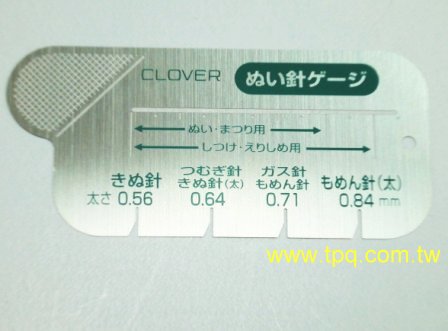 CLOVER ぬい針ゲージ
ぬい・まつり用
しつけ・えりしめ用
きぬ針 つむぎ針 きぬ針(太) ガス針 もめん針 もめん針(太)
太さ 0.56 0.64 0.71 0.84 mm
www.tpq.com.tw